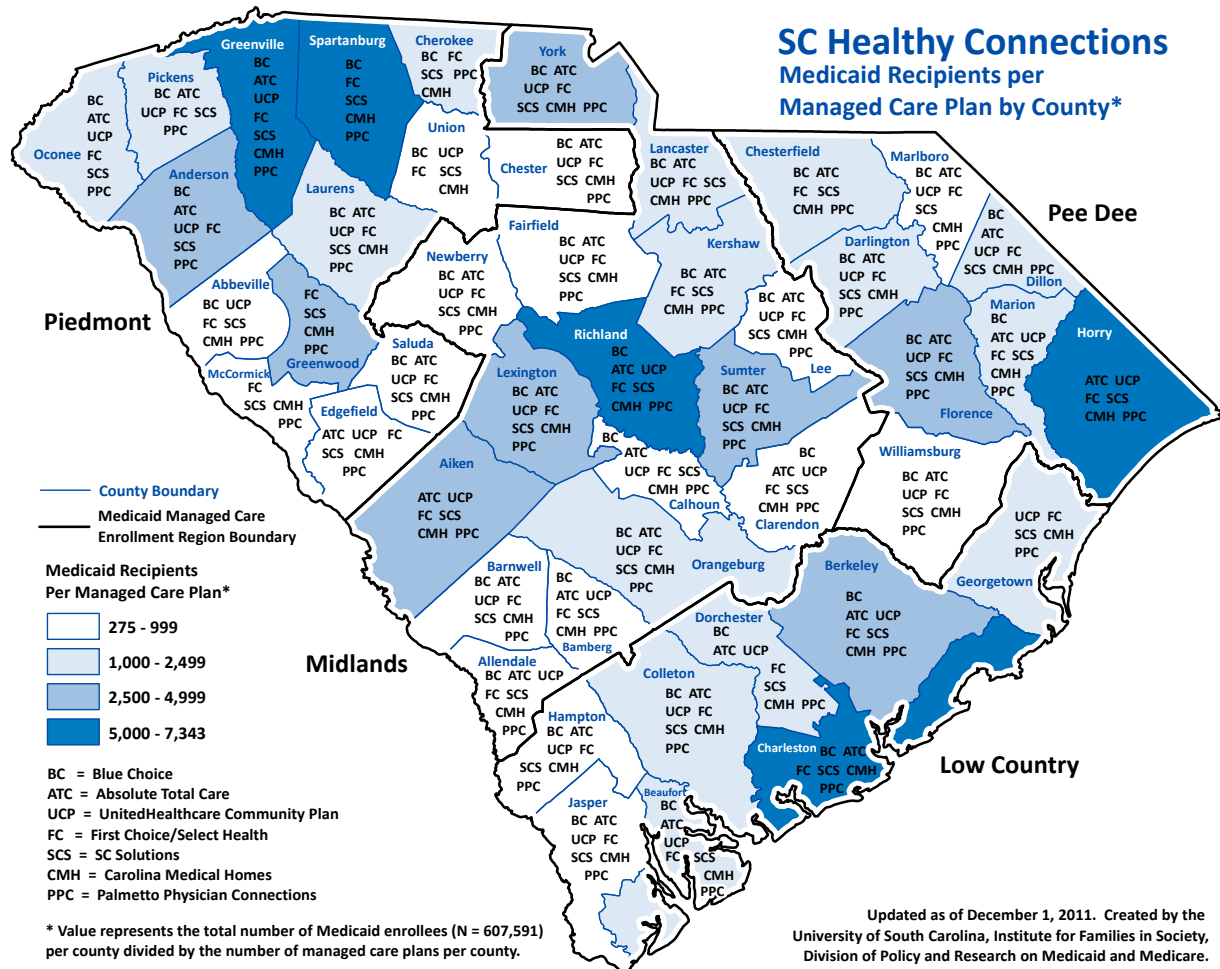 SC Healthy Connections
Medicaid Recipients per
Managed Care Plan by County*
Greenville
BC
ATC
UCP
FC
SCS
CMH
PPC
Spartanburg
BC
FC
SCS
CMH
PPC
Cherokee
BC FC
SCS PPC
CMH
York
BC ATC
UCP FC
SCS CMH PPC
Pickens
BC ATC
UCP FC SCS
PPC
Oconee
BC
ATC
UCP
FC
SCS
PPC
Anderson
BC
ATC
UCP FC
SCS
PPC
Laurens
BC ATC
UCP FC
SCS CMH
PPC
Union
BC UCP
FC SCS
CMH
Chester
BC ATC
UCP FC
SCS CMH
PPC
Lancaster
BC ATC
UCP FC SCS
CMH PPC
Chesterfield
BC ATC
FC SCS
CMH PPC
Marlboro
BC ATC
UCP FC
SCS
CMH
PPC
Pee Dee
BC
ATC
UCP FC
SCS CMH PPC
Dillon
Darlington
BC ATC
UCP FC
SCS CMH
PPC
Fairfield
BC ATC
UCP FC
SCS CMH
PPC
Kershaw
BC ATC
FC SCS
CMH PPC
Newberry
BC ATC
UCP FC
SCS CMH
PPC
Abbeville
BC UCP
FC SCS
CMH PPC
FC
SCS
CMH
PPC
Greenwood
Piedmont
BC ATC
UCP FC
SCS CMH
PPC
Lee
Marion
BC
ATC UCP
FC SCS
CMH
PPC
Horry
ATC UCP
FC SCS
CMH PPC
Richland
BC
ATC UCP
FC SCS
CMH PPC
Saluda
BC ATC
UCP FC
SCS CMH
PPC
McCormick
FC
SCS CMH
PPC
Edgefield
ATC UCP FC
SCS CMH
PPC
Lexington
BC ATC
UCP FC
SCS CMH
PPC
Sumter
BC ATC
UCP FC
SCS CMH
PPC
BC ATC
UCP FC
SCS CMH
PPC
Florence
Aiken
ATC UCP
FC SCS
CMH PPC
BC
ATC
UCP FC SCS
CMH PPC
Calhoun
BC
ATC UCP
FC SCS
CMH PPC
Clarendon
Williamsburg
BC ATC
UCP FC
SCS CMH
PPC
BC ATC
UCP FC
SCS CMH
PPC
Orangeburg
UCP FC
SCS CMH
PPC
Georgetown
Barnwell
BC ATC
UCP FC
SCS CMH
PPC
BC
ATC UCP
FC SCS
CMH PPC
Bamberg
Berkeley
BC
ATC UCP
FC SCS
CMH PPC
Dorchester
BC
ATC UCP
FC
SCS
CMH PPC
Midlands
Allendale
BC ATC UCP
FC SCS
CMH
PPC
Colleton
BC ATC
UCP FC
SCS CMH
PPC
Hampton
BC ATC
UCP FC
SCS CMH
PPC
Charleston
BC ATC
FC SCS CMH
PPC
Low Country
Jasper
BC ATC
UCP FC
SCS CMH
PPC
Beaufort
BC
ATC
UCP
FC SCS
CMH
PPC
County Boundary
Medicaid Managed Care
Enrollment Region Boundary
Medicaid Recipients
Per Managed Care Plan*
275 - 999
1,000 - 2,499
2,500 - 4,999
5,000 - 7,343
BC = Blue Choice
ATC = Absolute Total Care
UCP = UnitedHealthcare Community Plan
FC = First Choice/Select Health
SCS = SC Solutions
CMH = Carolina Medical Homes
PPC = Palmetto Physician Connections
* Value represents the total number of Medicaid enrollees (N = 607,591)
per county divided by the number of managed care plans per county.
Updated as of December 1, 2011. Created by the
University of South Carolina, Institute for Families in Society,
Division of Policy and Research on Medicaid and Medicare.